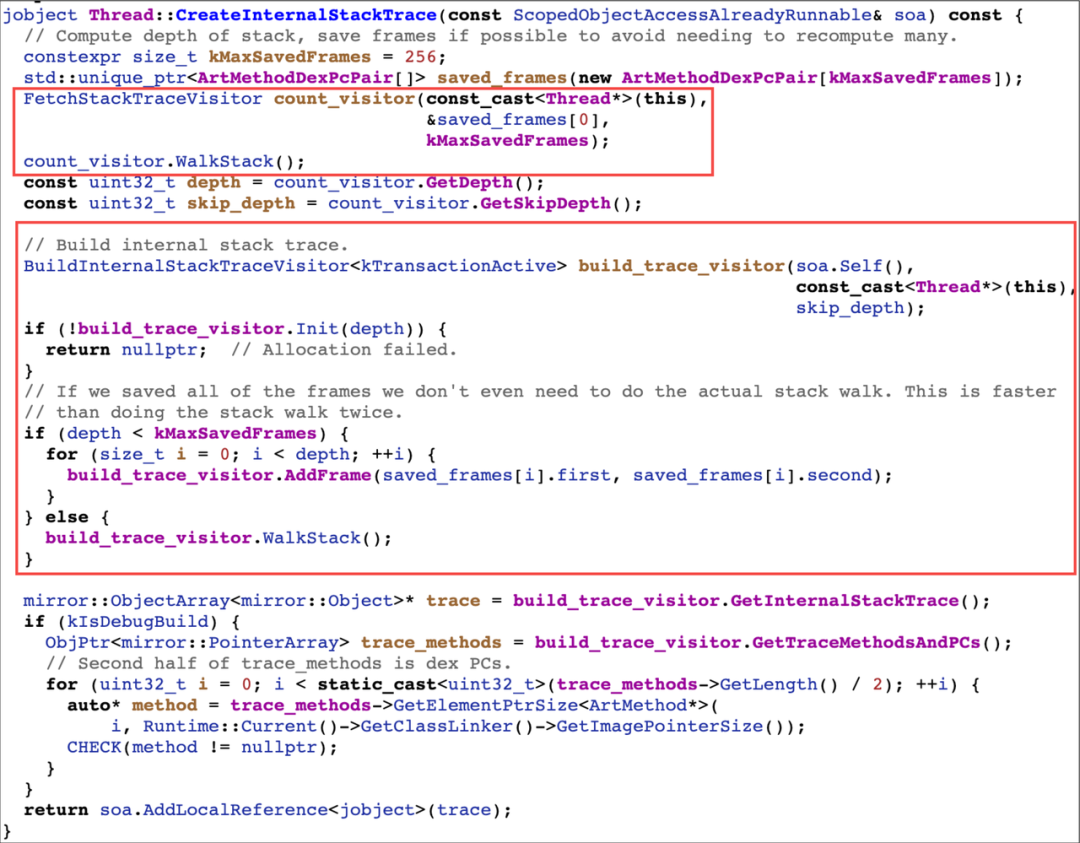 jobject Thread::CreateInternalStackTrace(const ScopedObjectAccessAlreadyRunnable& soa) const {
  // Compute depth of stack, save frames if possible to avoid needing to recompute many.
  constexpr size_t kMaxSavedFrames = 256;
  std::unique_ptr<ArtMethodDexPcPair[]> saved_frames(new ArtMethodDexPcPair[kMaxSavedFrames]);
  FetchStackTraceVisitor count_visitor(const_cast<Thread*>(this),
                                       &saved_frames[0],
                                       kMaxSavedFrames);
  count_visitor.WalkStack();
  const uint32_t depth = count_visitor.GetDepth();
  const uint32_t skip_depth = count_visitor.GetSkipDepth();

  // Build internal stack trace.
  BuildInternalStackTraceVisitor<kTransactionActive> build_trace_visitor(soa.Self(),
                                                                         const_cast<Thread*>(this),
                                                                         skip_depth);
  if (!build_trace_visitor.Init(depth)) {
    return nullptr;  // Allocation failed.
  }
  // If we saved all of the frames we don't even need to do the actual stack walk. This is faster
  // than doing the stack walk twice.
  if (depth < kMaxSavedFrames) {
    for (size_t i = 0; i < depth; ++i) {
      build_trace_visitor.AddFrame(saved_frames[i].first, saved_frames[i].second);
    }
  } else {
    build_trace_visitor.WalkStack();
  }

  mirror::ObjectArray<mirror::Object>* trace = build_trace_visitor.GetInternalStackTrace();
  if (kIsDebugBuild) {
    ObjPtr<mirror::PointerArray> trace_methods = build_trace_visitor.GetTraceMethodsAndPCs();
    // Second half of trace_methods is dex PCs.
    for (uint32_t i = 0; i < static_cast<uint32_t>(trace_methods->GetLength() / 2); ++i) {
      auto* method = trace_methods->GetElementPtrSize<ArtMethod*>(
          i, Runtime::Current()->GetClassLinker()->GetImagePointerSize());
      CHECK(method != nullptr);
    }
  }
  return soa.AddLocalReference<jobject>(trace);
}